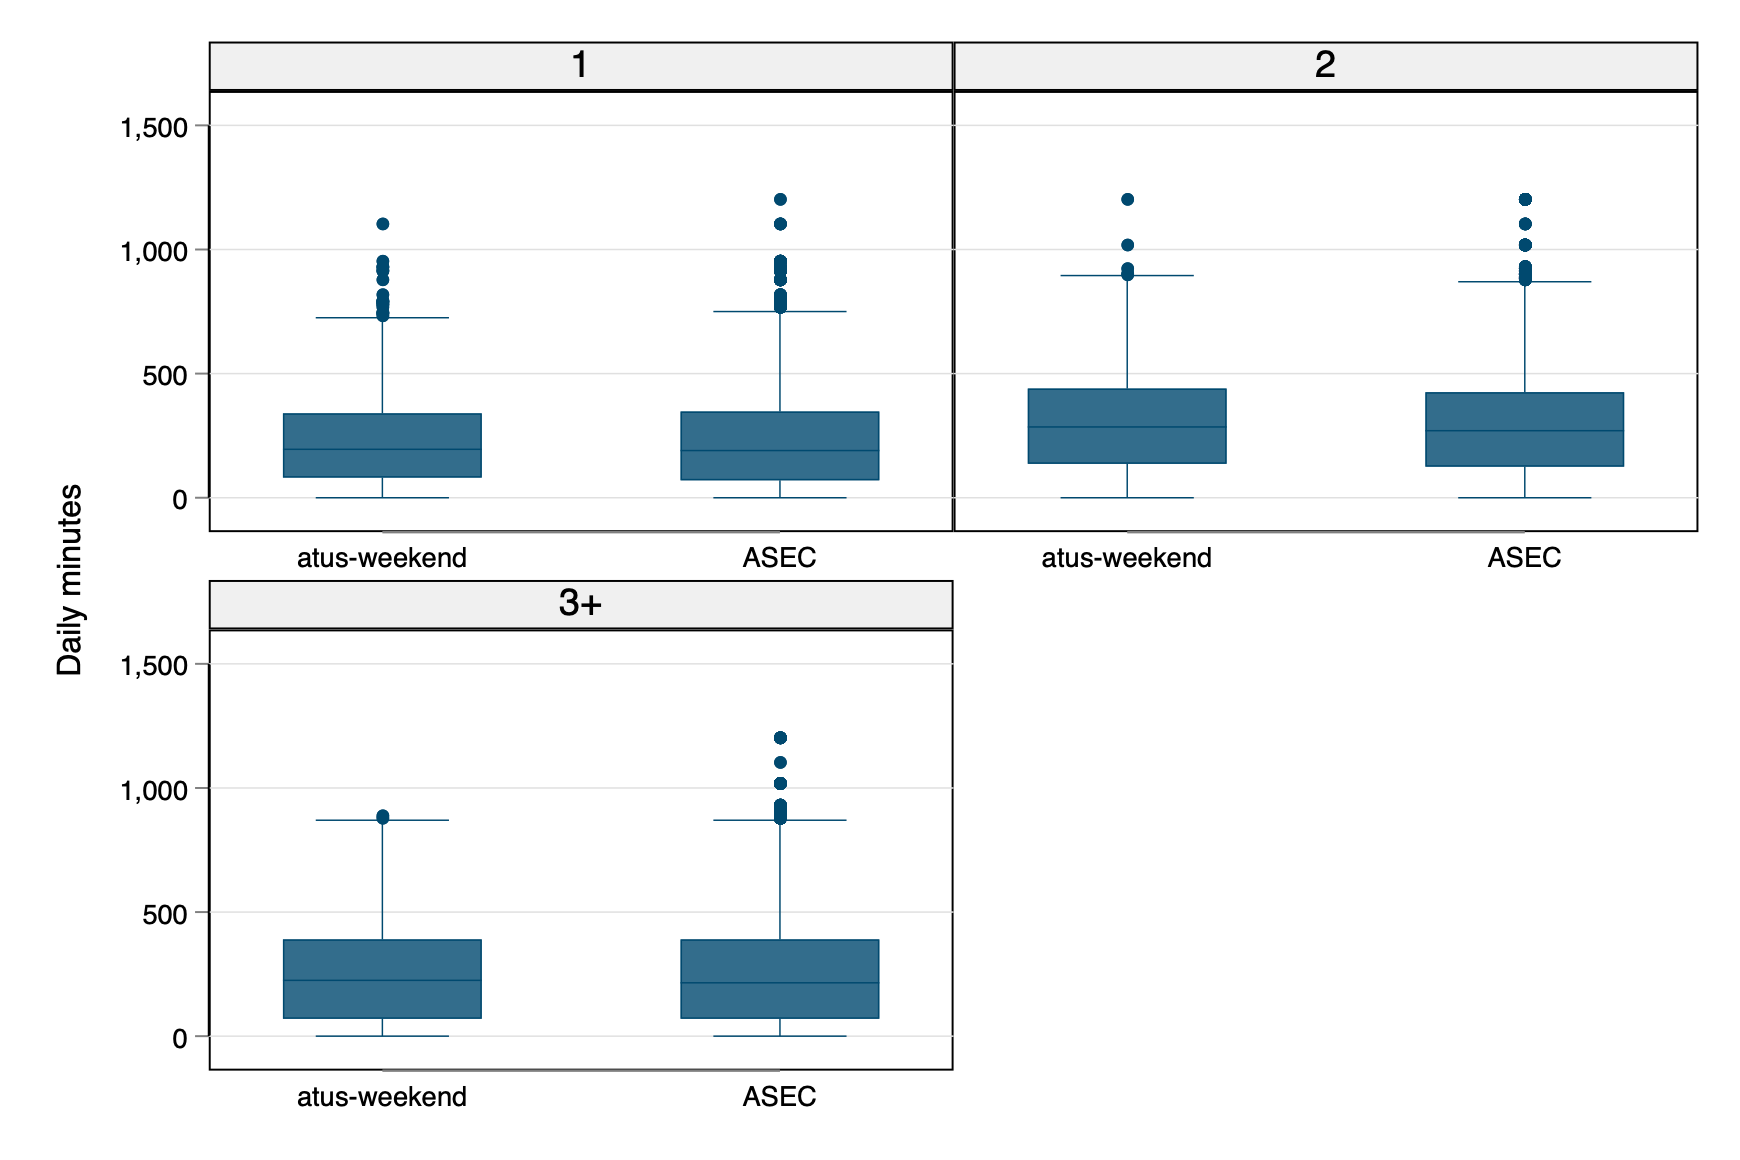 1
2
1,500
1,000
500
0
atus-weekend
ASEC
atus-weekend
ASEC
Daily minutes
3+
1,500
1,000
500
0
atus-weekend
ASEC